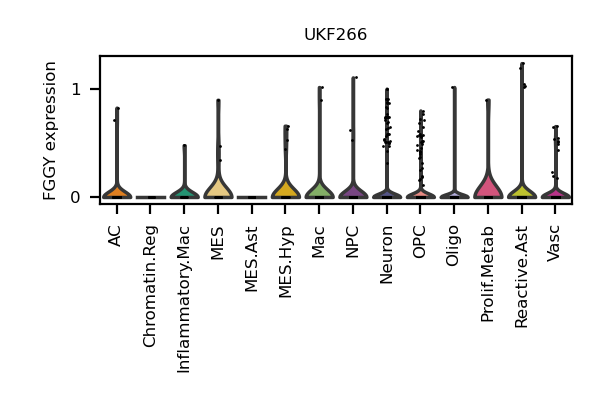 UKF266
FGGY expression
1
0
AC
Chromatin.Reg
Inflammatory.Mac
MES
MES.Ast
MES.Hyp
Mac
NPC
Neuron
OPC
Oligo
Prolif.Metab
Reactive.Ast
Vasc